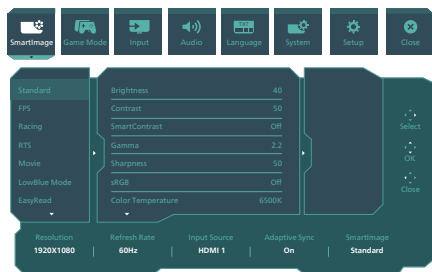 SmartImage Game Mode Input Audio Language System Setup Close
TXT
Standard Brightness 40
FPS Contrast 50
Racing SmartContrast Off
RTS Gamma 2.2
Movie Sharpness 50
LowBlue Mode sRGB Off
EasyRead Color Temperature 6500K
Select
OK
Close
Resolution Refresh Rate Input Source Adaptive Sync Smartimage
1920X1080 | 60Hz | HDMI 1 | On | Standard